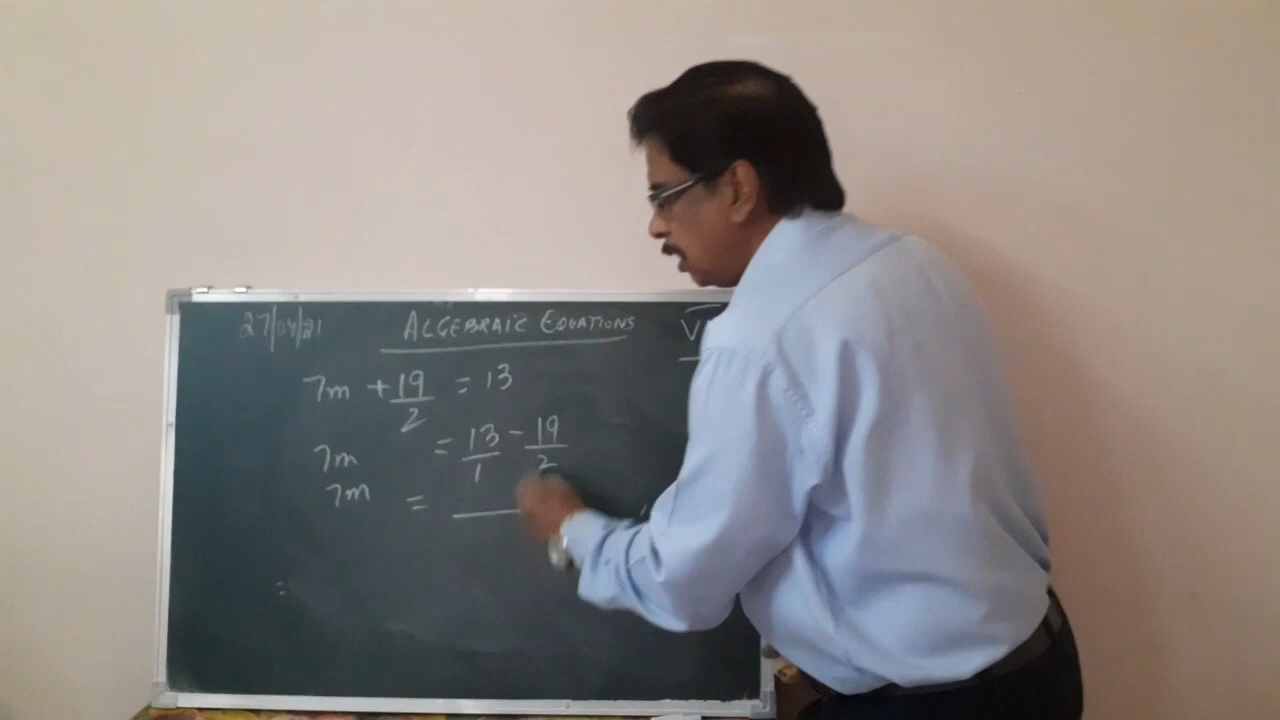 27/04/21 ALGEBRAIC EQUATIONS
7m + 19/2 = 13
7m = 13/1 - 19/2
7m =